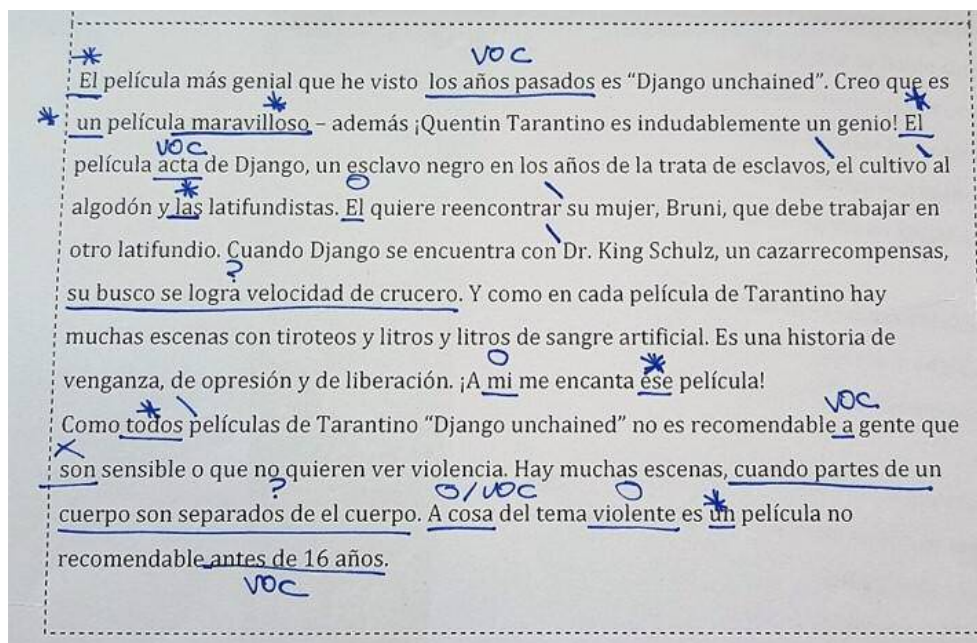 VOC
El película más genial que he visto los años pasados es “Django unchained”. Creo que es
un película maravilloso – además ¡Quentin Tarantino es indudablemente un genio! El
VOC
película acta de Django, un esclavo negro en los años de la trata de esclavos, el cultivo al
algodón y las latifundistas. El quiere reencontrar su mujer, Bruni, que debe trabajar en
otro latifundio. Cuando Django se encuentra con Dr. King Schulz, un cazarrecompensas,
?
su busco se logra velocidad de crucero. Y como en cada película de Tarantino hay
muchas escenas con tiroteos y litros y litros de sangre artificial. Es una historia de
venganza, de opresión y de liberación. ¡A mi me encanta ese película!
VOC
Como todos películas de Tarantino “Django unchained” no es recomendable a gente que
son sensible o que no quieren ver violencia. Hay muchas escenas, cuando partes de un
? O/VOC O
cuerpo son separados de el cuerpo. A cosa del tema violente es un película no
recomendable antes de 16 años.
VOC